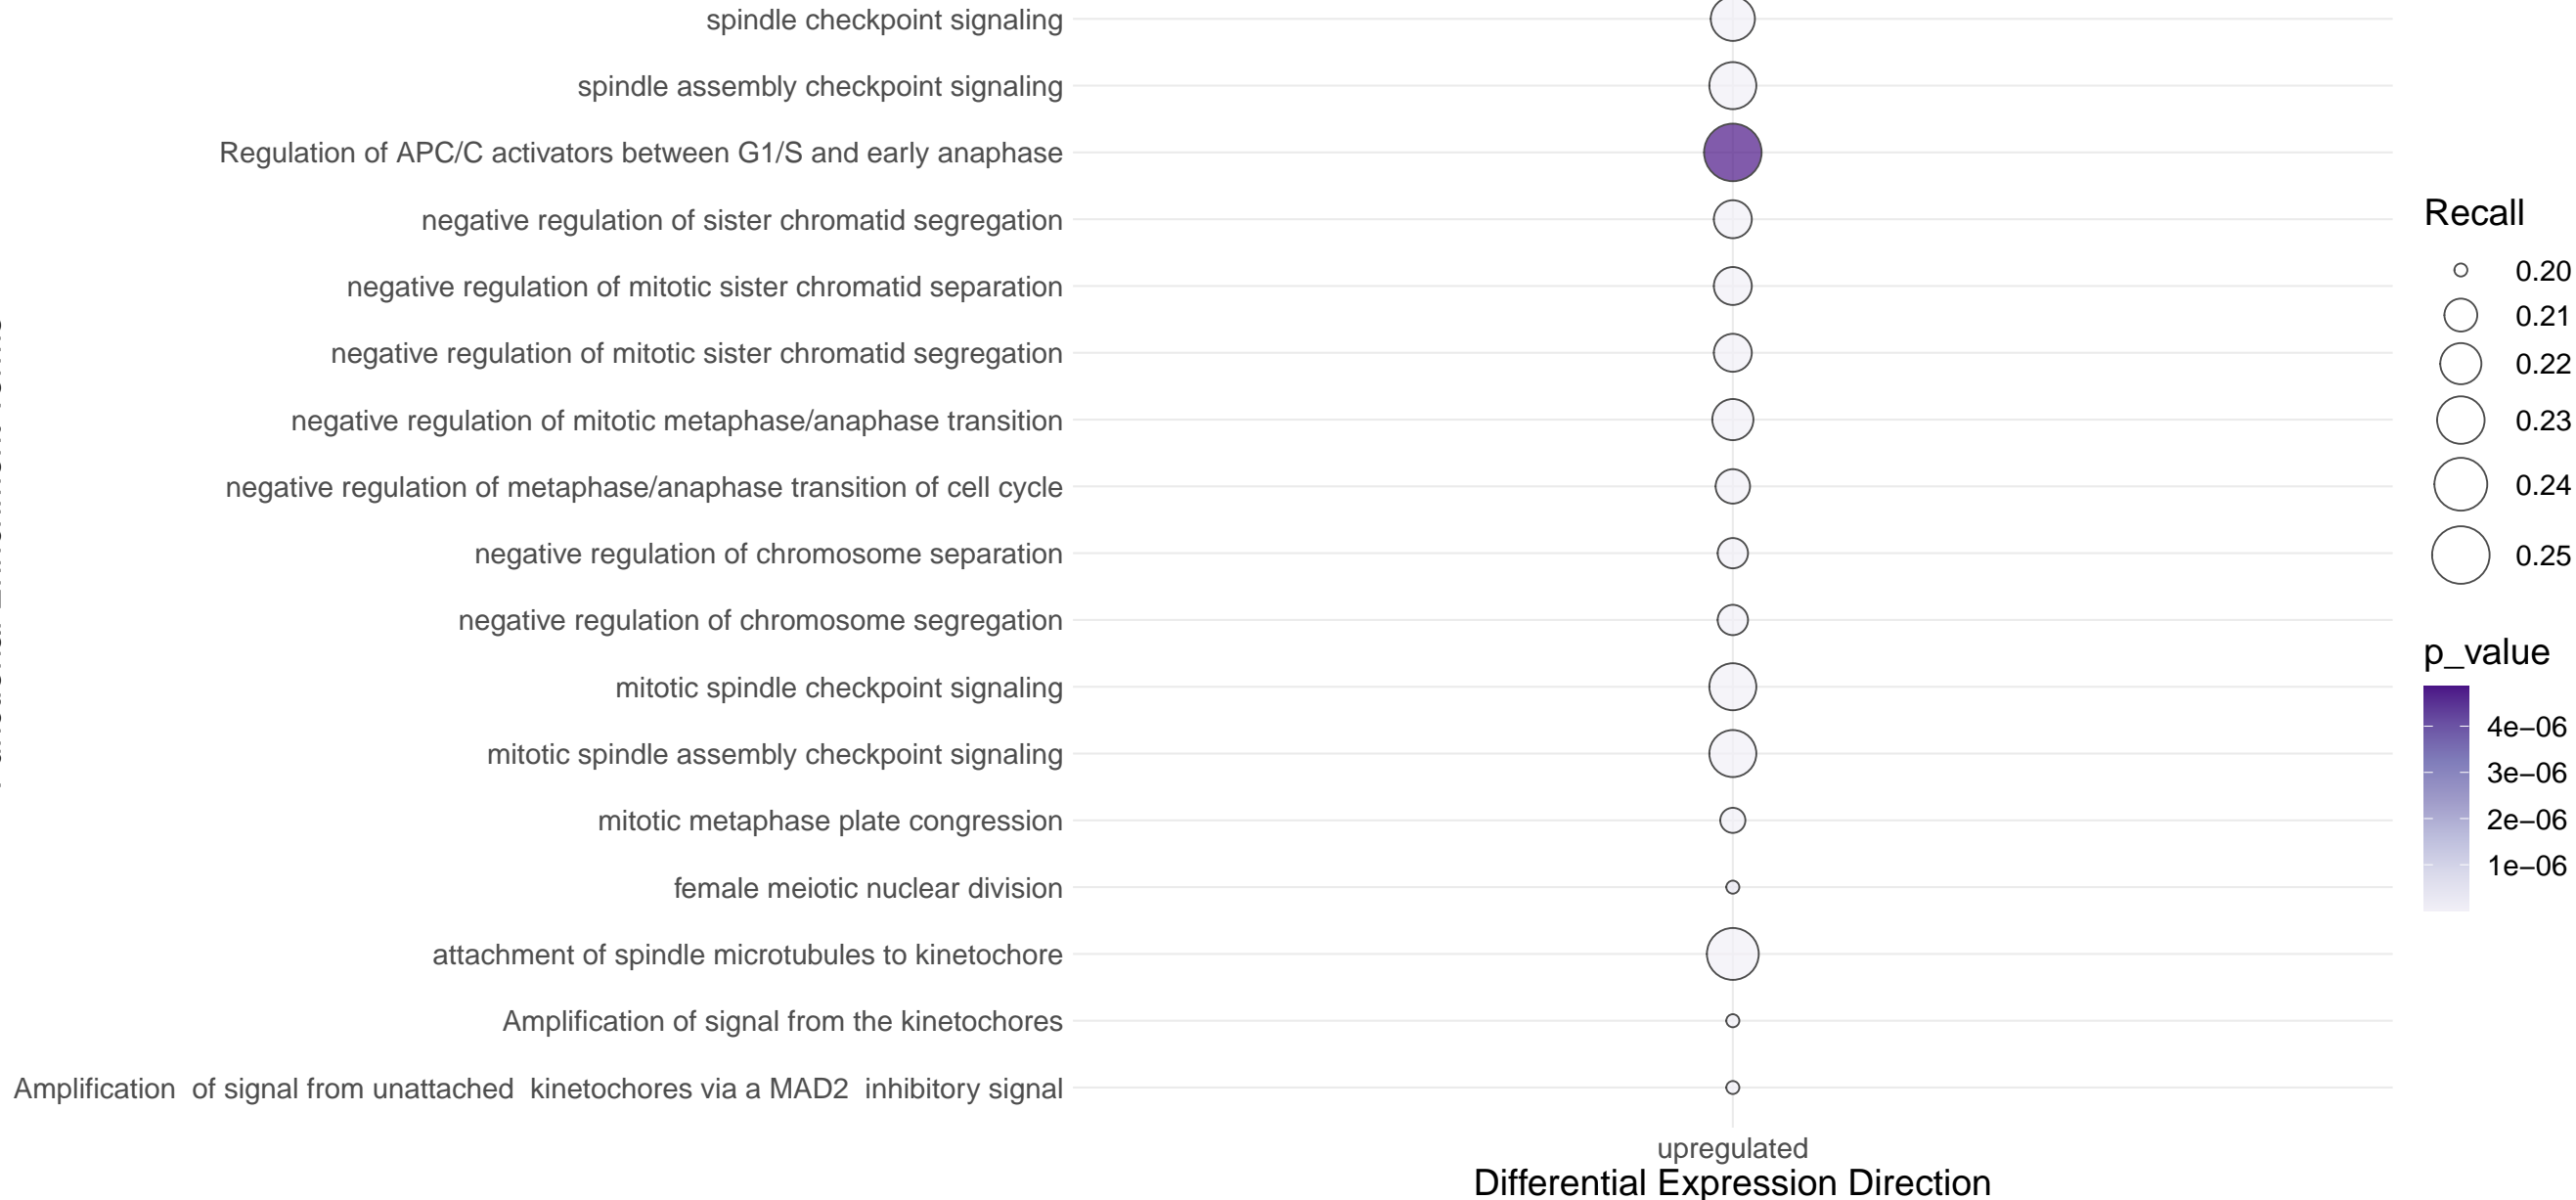 spindle checkpoint signaling
spindle assembly checkpoint signaling
Regulation of APC/C activators between G1/S and early anaphase
negative regulation of sister chromatid segregation
negative regulation of mitotic sister chromatid separation
negative regulation of mitotic sister chromatid segregation
negative regulation of mitotic metaphase/anaphase transition
negative regulation of metaphase/anaphase transition of cell cycle
negative regulation of chromosome separation
negative regulation of chromosome segregation
mitotic spindle checkpoint signaling
mitotic spindle assembly checkpoint signaling
mitotic metaphase plate congression
female meiotic nuclear division
attachment of spindle microtubules to kinetochore
Amplification of signal from the kinetochores
Amplification  of signal from unattached  kinetochores via a MAD2  inhibitory signal
upregulated
Differential Expression Direction
Recall
0.20
0.21
0.22
0.23
0.24
0.25
p_value
4e−06
3e−06
2e−06
1e−06